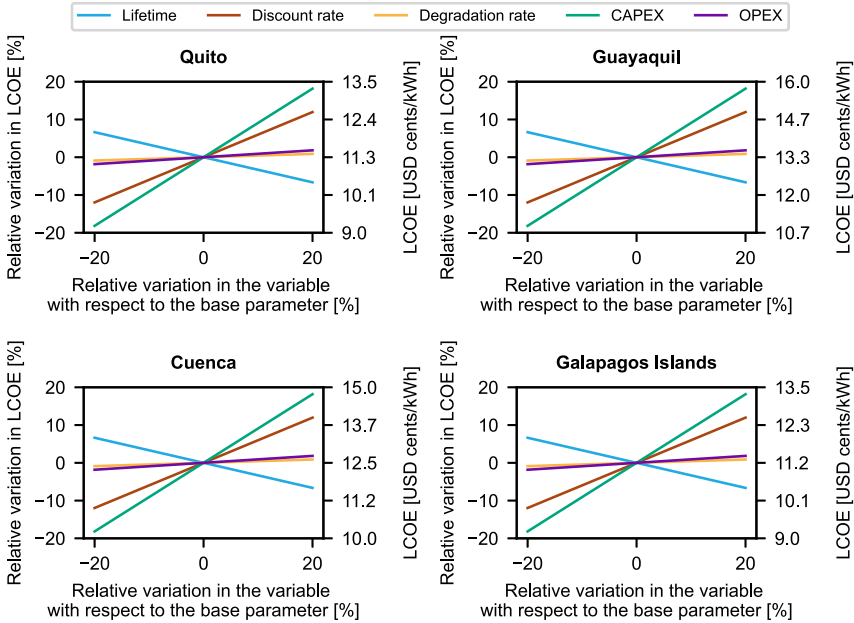 Lifetime Discount rate Degradation rate CAPEX OPEX
Quito
Relative variation in LCOE [%]
20
10
0
−10
−20
13.5
12.4
11.3
10.1
9.0
LCOE [USD cents/kWh]
−20 0 20
Relative variation in the variable
with respect to the base parameter [%]
Guayaquil
Relative variation in LCOE [%]
20
10
0
−10
−20
16.0
14.7
13.3
12.0
10.7
LCOE [USD cents/kWh]
−20 0 20
Relative variation in the variable
with respect to the base parameter [%]
Cuenca
Relative variation in LCOE [%]
20
10
0
−10
−20
15.0
13.7
12.5
11.2
10.0
LCOE [USD cents/kWh]
−20 0 20
Relative variation in the variable
with respect to the base parameter [%]
Galapagos Islands
Relative variation in LCOE [%]
20
10
0
−10
−20
13.5
12.3
11.2
10.1
9.0
LCOE [USD cents/kWh]
−20 0 20
Relative variation in the variable
with respect to the base parameter [%]